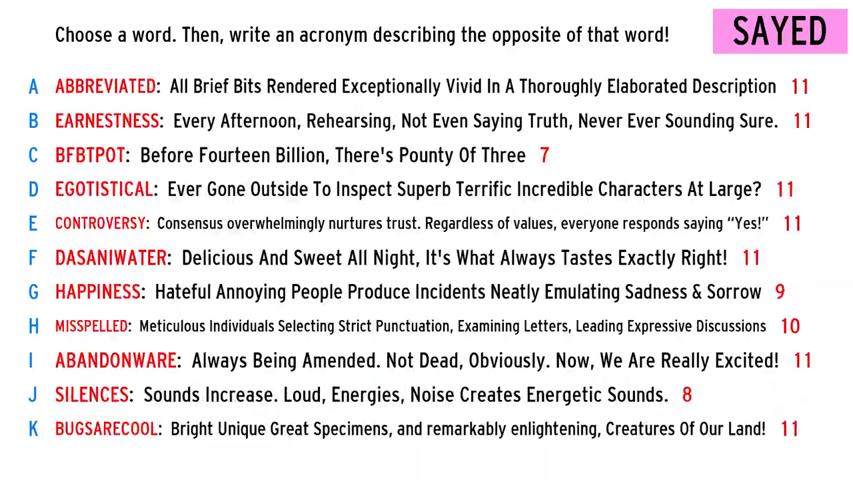 Choose a word. Then, write an acronym describing the opposite of that word!
SAYED
A ABBREVIATED: All Brief Bits Rendered Exceptionally Vivid In A Thoroughly Elaborated Description 11
B EARNESTNESS: Every Afternoon, Rehearsing, Not Even Saying Truth, Never Ever Sounding Sure. 11
C BFBTPOT: Before Fourteen Billion, There's Pounty Of Three 7
D EGOTISTICAL: Ever Gone Outside To Inspect Superb Terrific Incredible Characters At Large? 11
E CONTROVERSY: Consensus overwhelmingly nurtures trust. Regardless of values, everyone responds saying “Yes!” 11
F DASANIWATER: Delicious And Sweet All Night, It's What Always Tastes Exactly Right! 11
G HAPPINESS: Hateful Annoying People Produce Incidents Neatly Emulating Sadness & Sorrow 9
H MISSPELLED: Meticulous Individuals Selecting Strict Punctuation, Examining Letters, Leading Expressive Discussions 10
I ABANDONWARE: Always Being Amended. Not Dead, Obviously. Now, We Are Really Excited! 11
J SILENCES: Sounds Increase. Loud, Energies, Noise Creates Energetic Sounds. 8
K BUGSARECOOL: Bright Unique Great Specimens, and remarkably enlightening, Creatures Of Our Land! 11